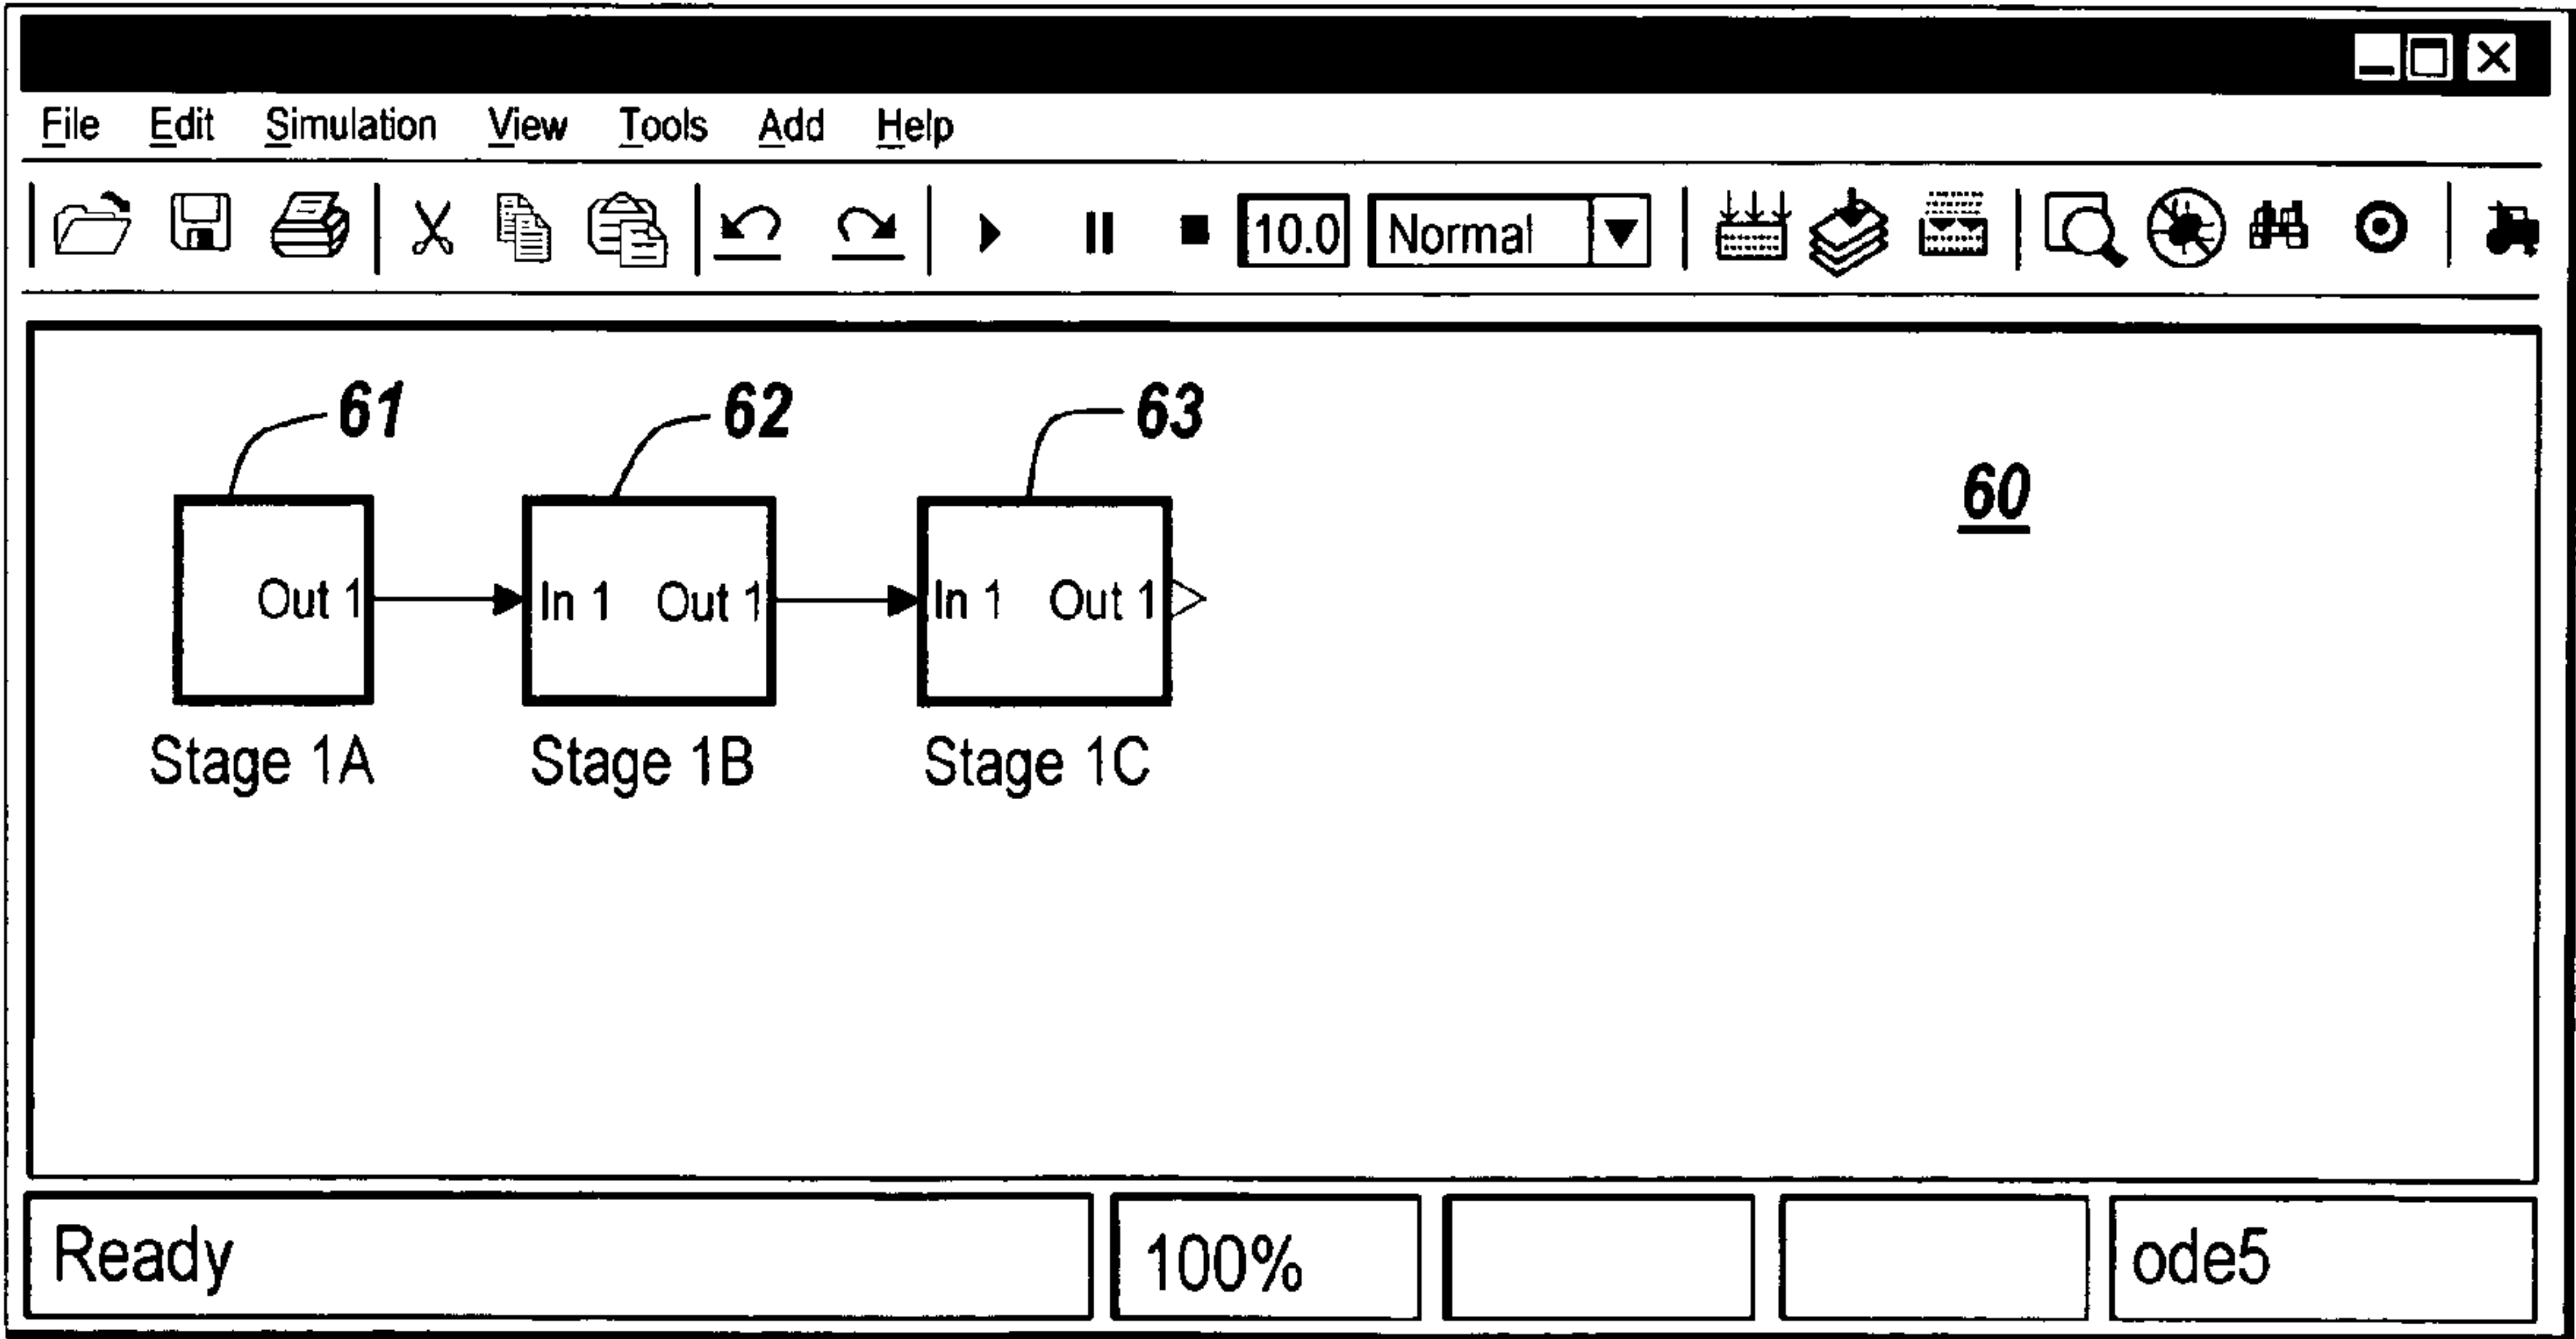 File Edit Simulation View Tools Add Help
10.0 Normal
61 62 63
60
Out 1 In 1 Out 1 In 1 Out 1
Stage 1A Stage 1B Stage 1C
Ready 100% ode5